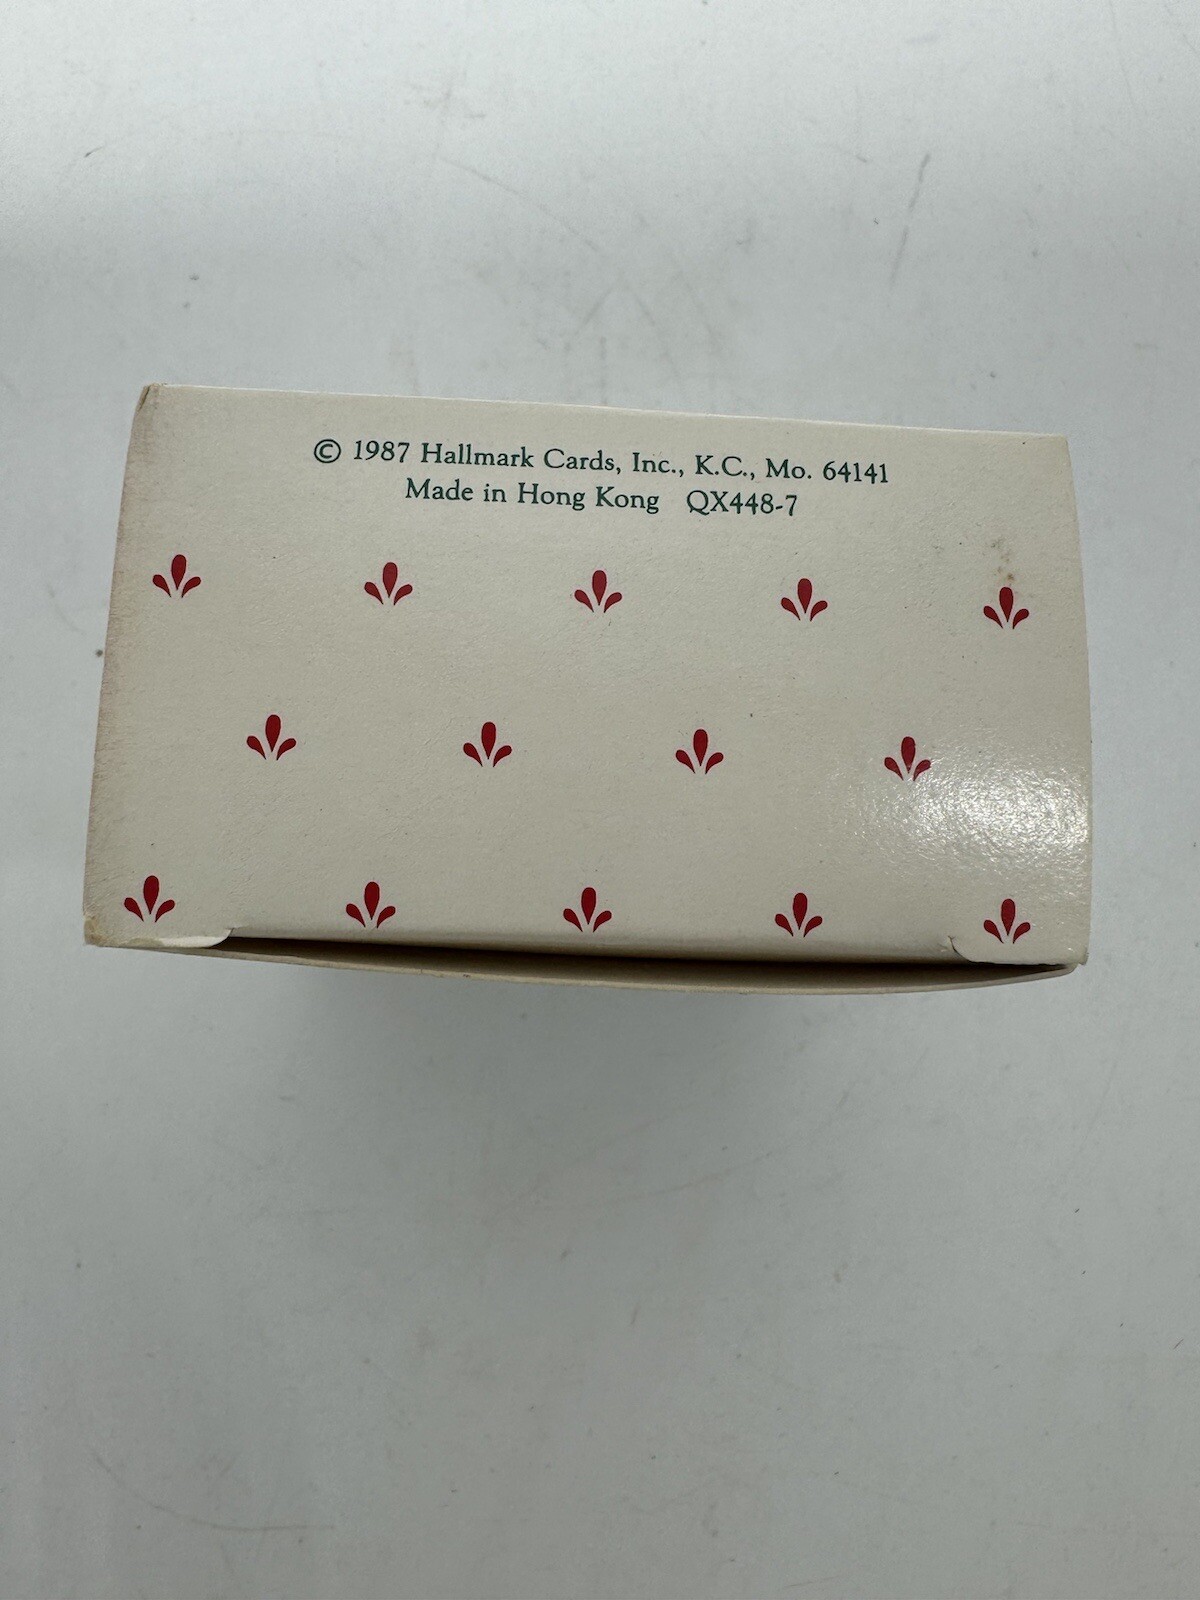 © 1987 Hallmark Cards, Inc., K.C., Mo. 64141
Made in Hong Kong QX448-7